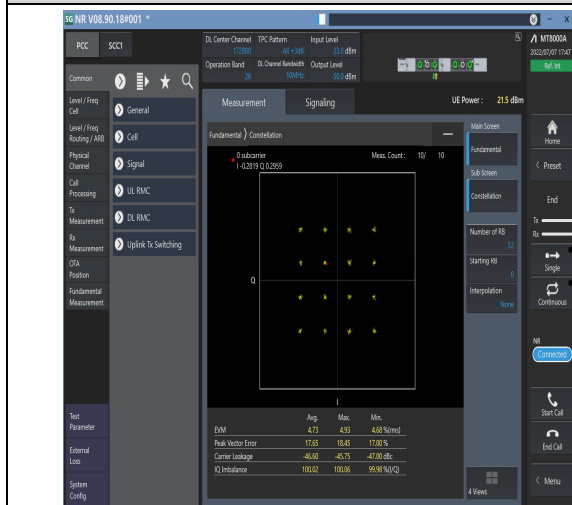 5G NR V08.90.18#001 *
PCC SCC1
DL Center Channel TPC Pattern Input Level
172800 All +3dB 23.0 dBm
Operation Band DL Channel Bandwidth Output Level
26 10MHz -50.0 dBm
MT8000A
2022/07/07 17:47
Ref. Int
Common
Level / Freq
Cell
Level / Freq
Routing / ARB
Physical
Channel
Call
Processing
Tx
Measurement
Rx
Measurement
OTA
Position
Fundamental
Measurement
Test
Parameter
External
Loss
System
Config
General
Cell
Signal
UL RMC
DL RMC
Uplink Tx Switching
Measurement Signaling
UE Power : 21.5 dBm
Fundamental ) Constellation
0 subcarrier Meas. Count : 10/ 10
I -0.2819 Q 0.2959
Q
I
Avg. Max. Min.
EVM 4.73 4.93 4.68 %(rms)
Peak Vector Error 17.65 18.45 17.00 %
Carrier Leakage -46.60 -45.75 -47.00 dBc
IQ Imbalance 100.02 100.06 99.98 %(I/Q)
Main Screen
Fundamental
Sub Screen
Constellation
Number of RB
52
Starting RB
0
Interpolation
None
4 Views
Home
Preset
End
Tx
Rx
Single
Continuous
NR
Connected
Start Call
End Call
Menu